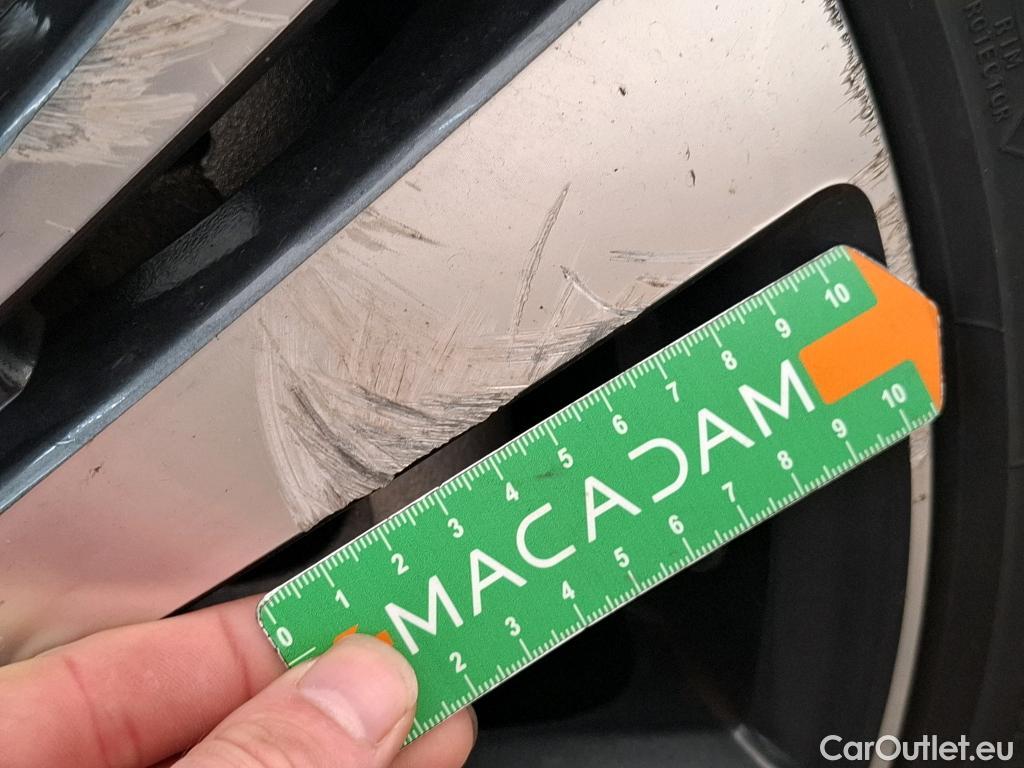 RIM
PROTECTOR
0 1 2 3 4 5 6 7 8 9 10
MACADAM
2 3 4 5 6 7 8 9 10
CarOutlet.eu